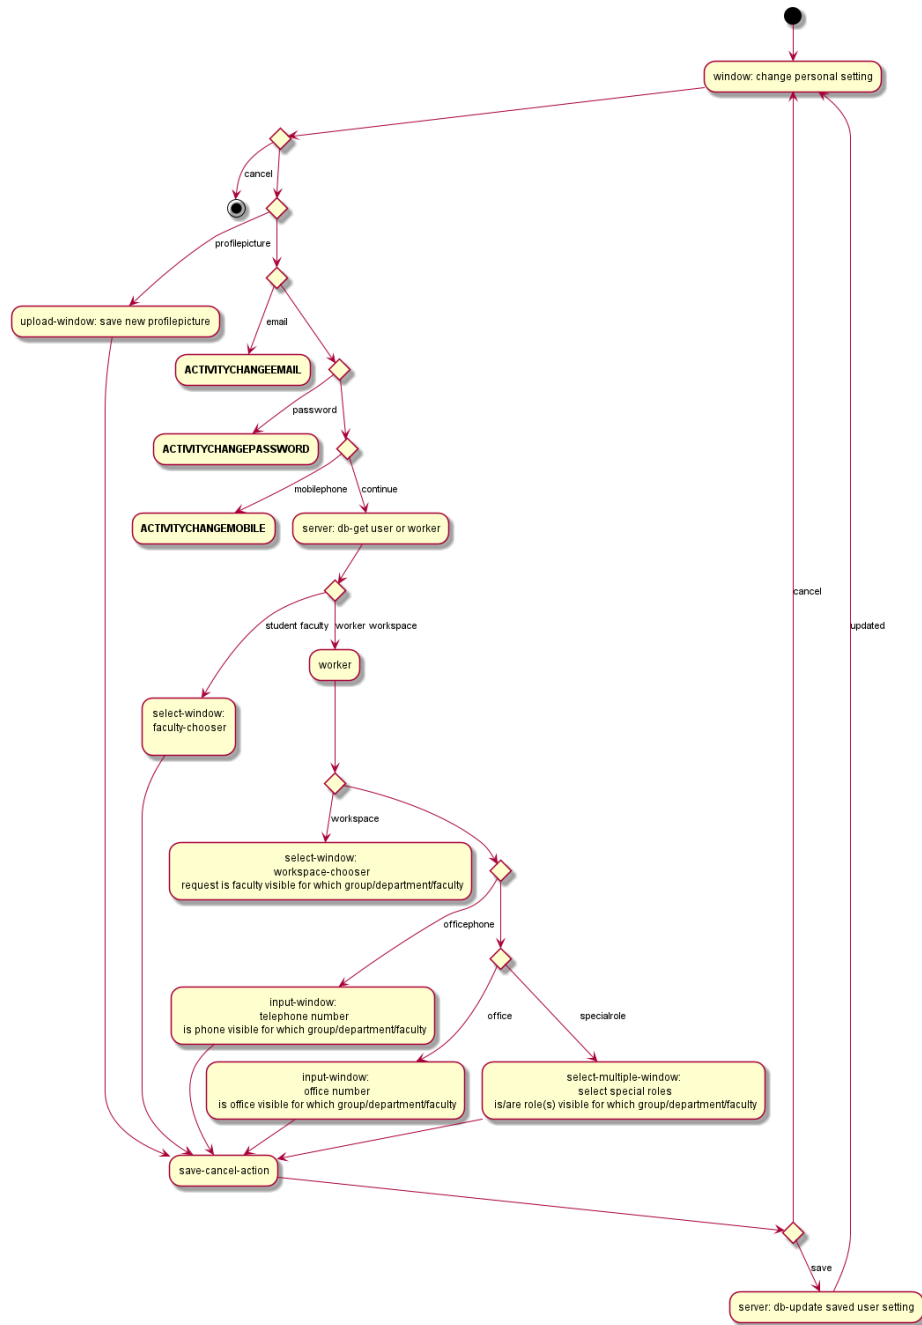 window: change personal setting
cancel
profilepicture
upload-window: save new profilepicture
email
ACTIVITYCHANGEEMAIL
password
ACTIVITYCHANGEPASSWORD
mobilephone
continue
ACTIVITYCHANGEMOBILE
server: db-get user or worker
cancel
student faculty
worker workspace
updated
worker
select-window:
faculty-chooser
workspace
select-window:
workspace-chooser
request is faculty visible for which group/department/faculty
officephone
input-window:
telephone number
is phone visible for which group/department/faculty
office
specialrole
input-window:
office number
is office visible for which group/department/faculty
select-multiple-window:
select special roles
is/are role(s) visible for which group/department/faculty
save-cancel-action
save
server: db-update saved user setting